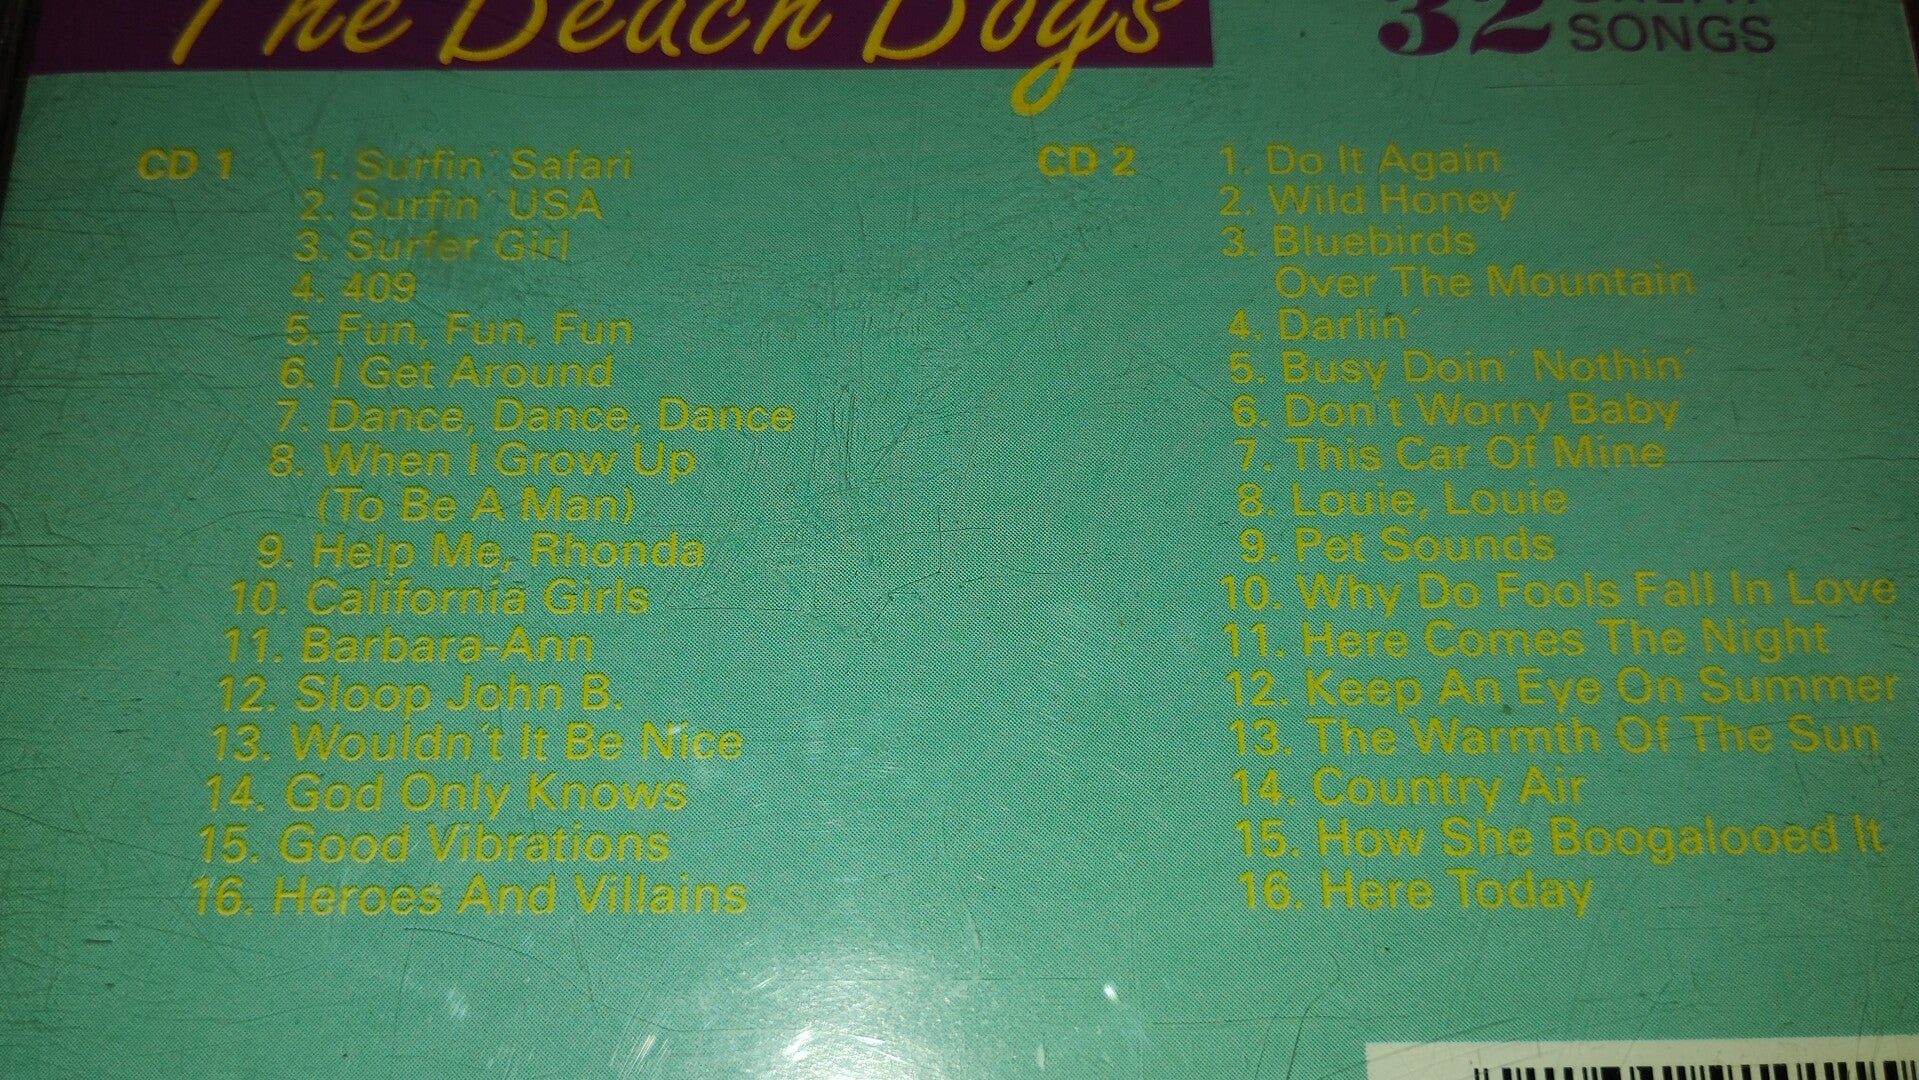 The Beach Boys
32 GREAT
SONGS
CD 1
1. Surfin´ Safari
2. Surfin´ USA
3. Surfer Girl
4. 409
5. Fun, Fun, Fun
6. I Get Around
7. Dance, Dance, Dance
8. When I Grow Up
(To Be A Man)
9. Help Me, Rhonda
10. California Girls
11. Barbara-Ann
12. Sloop John B.
13. Wouldn´t It Be Nice
14. God Only Knows
15. Good Vibrations
16. Heroes And Villains
CD 2
1. Do It Again
2. Wild Honey
3. Bluebirds
Over The Mountain
4. Darlin´
5. Busy Doin´ Nothin´
6. Don't Worry Baby
7. This Car Of Mine
8. Louie, Louie
9. Pet Sounds
10. Why Do Fools Fall In Love
11. Here Comes The Night
12. Keep An Eye On Summer
13. The Warmth Of The Sun
14. Country Air
15. How She Boogalooed It
16. Here Today